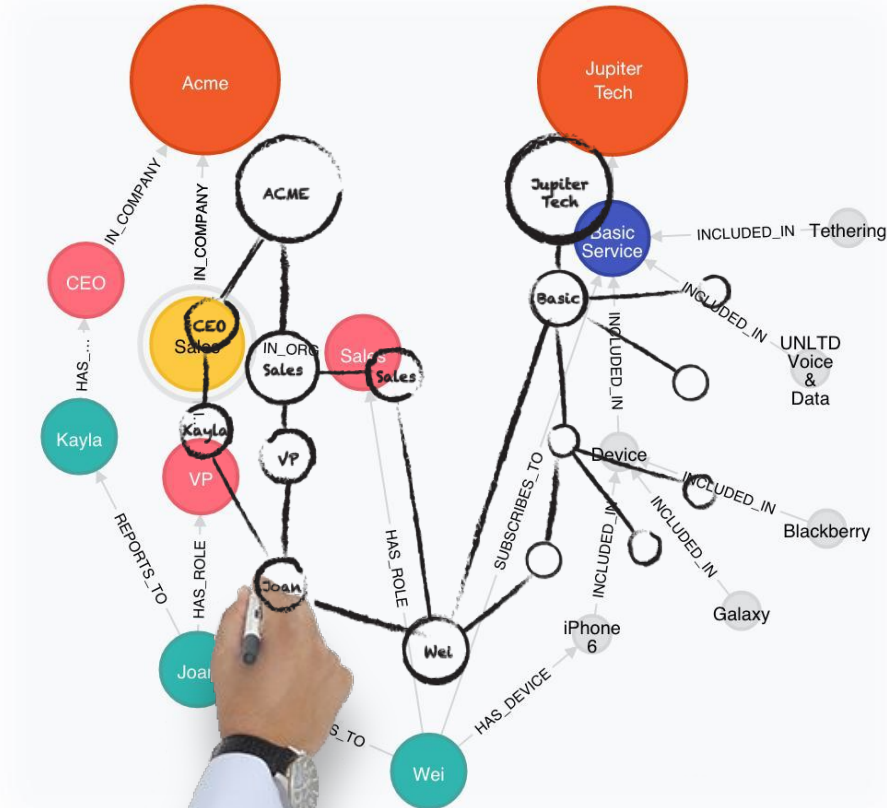 Acme
Jupiter
Tech
ACME
Jupiter
Tech
IN_COMPANY
IN_COMPANY
Basic
Service
INCLUDED_IN
Tethering
CEO
Basic
INCLUDED_IN
CEO
Sales
IN_ORG
Sales
Sales
Sales
INCLUDED_IN
UNLTD
Voice
&
Data
HAS_...
Kayla
Kayla
VP
VP
Device
SUBSCRIBES_TO
INCLUDED_IN
INCLUDED_IN
INCLUDED_IN
Blackberry
REPORTS_TO
HAS_ROLE
HAS_ROLE
Joan
Galaxy
iPhone
6
Wei
Joan
HAS_DEVICE
S_TO
Wei